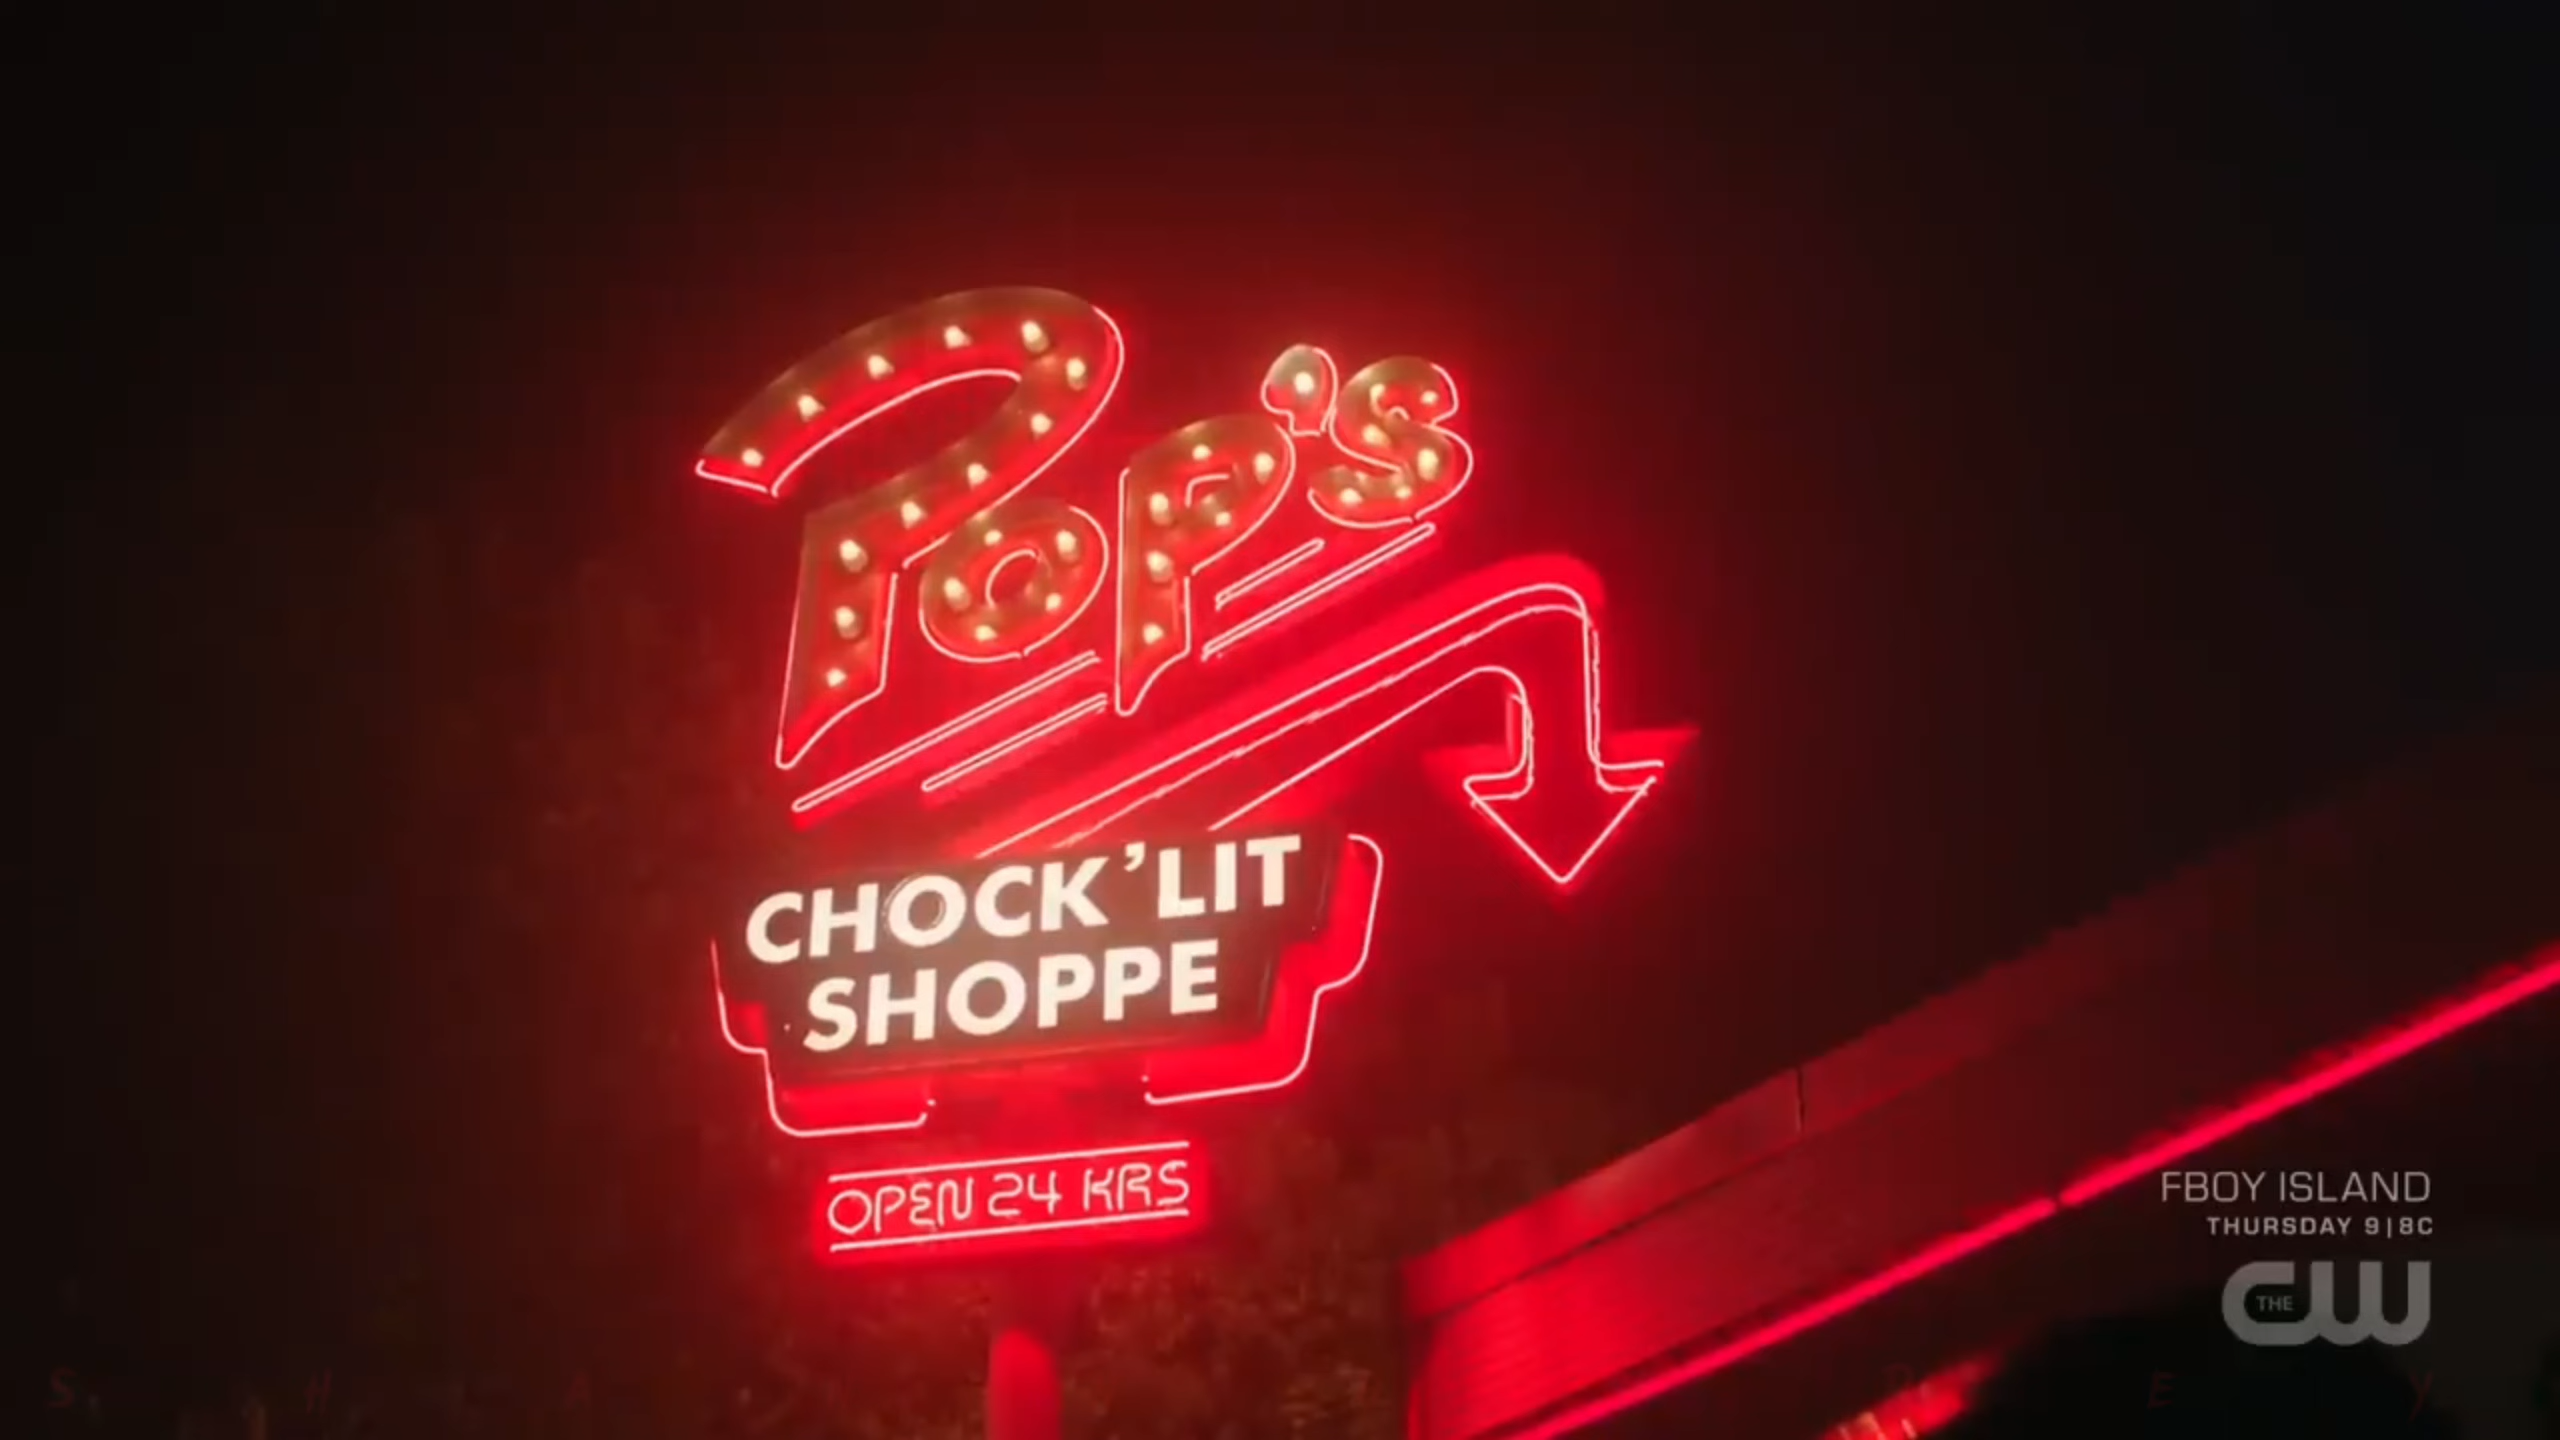 Pop's
CHOCK'LIT
SHOPPE
OPEN 24 HRS
FBOY ISLAND
THURSDAY 9|8C
THE CW